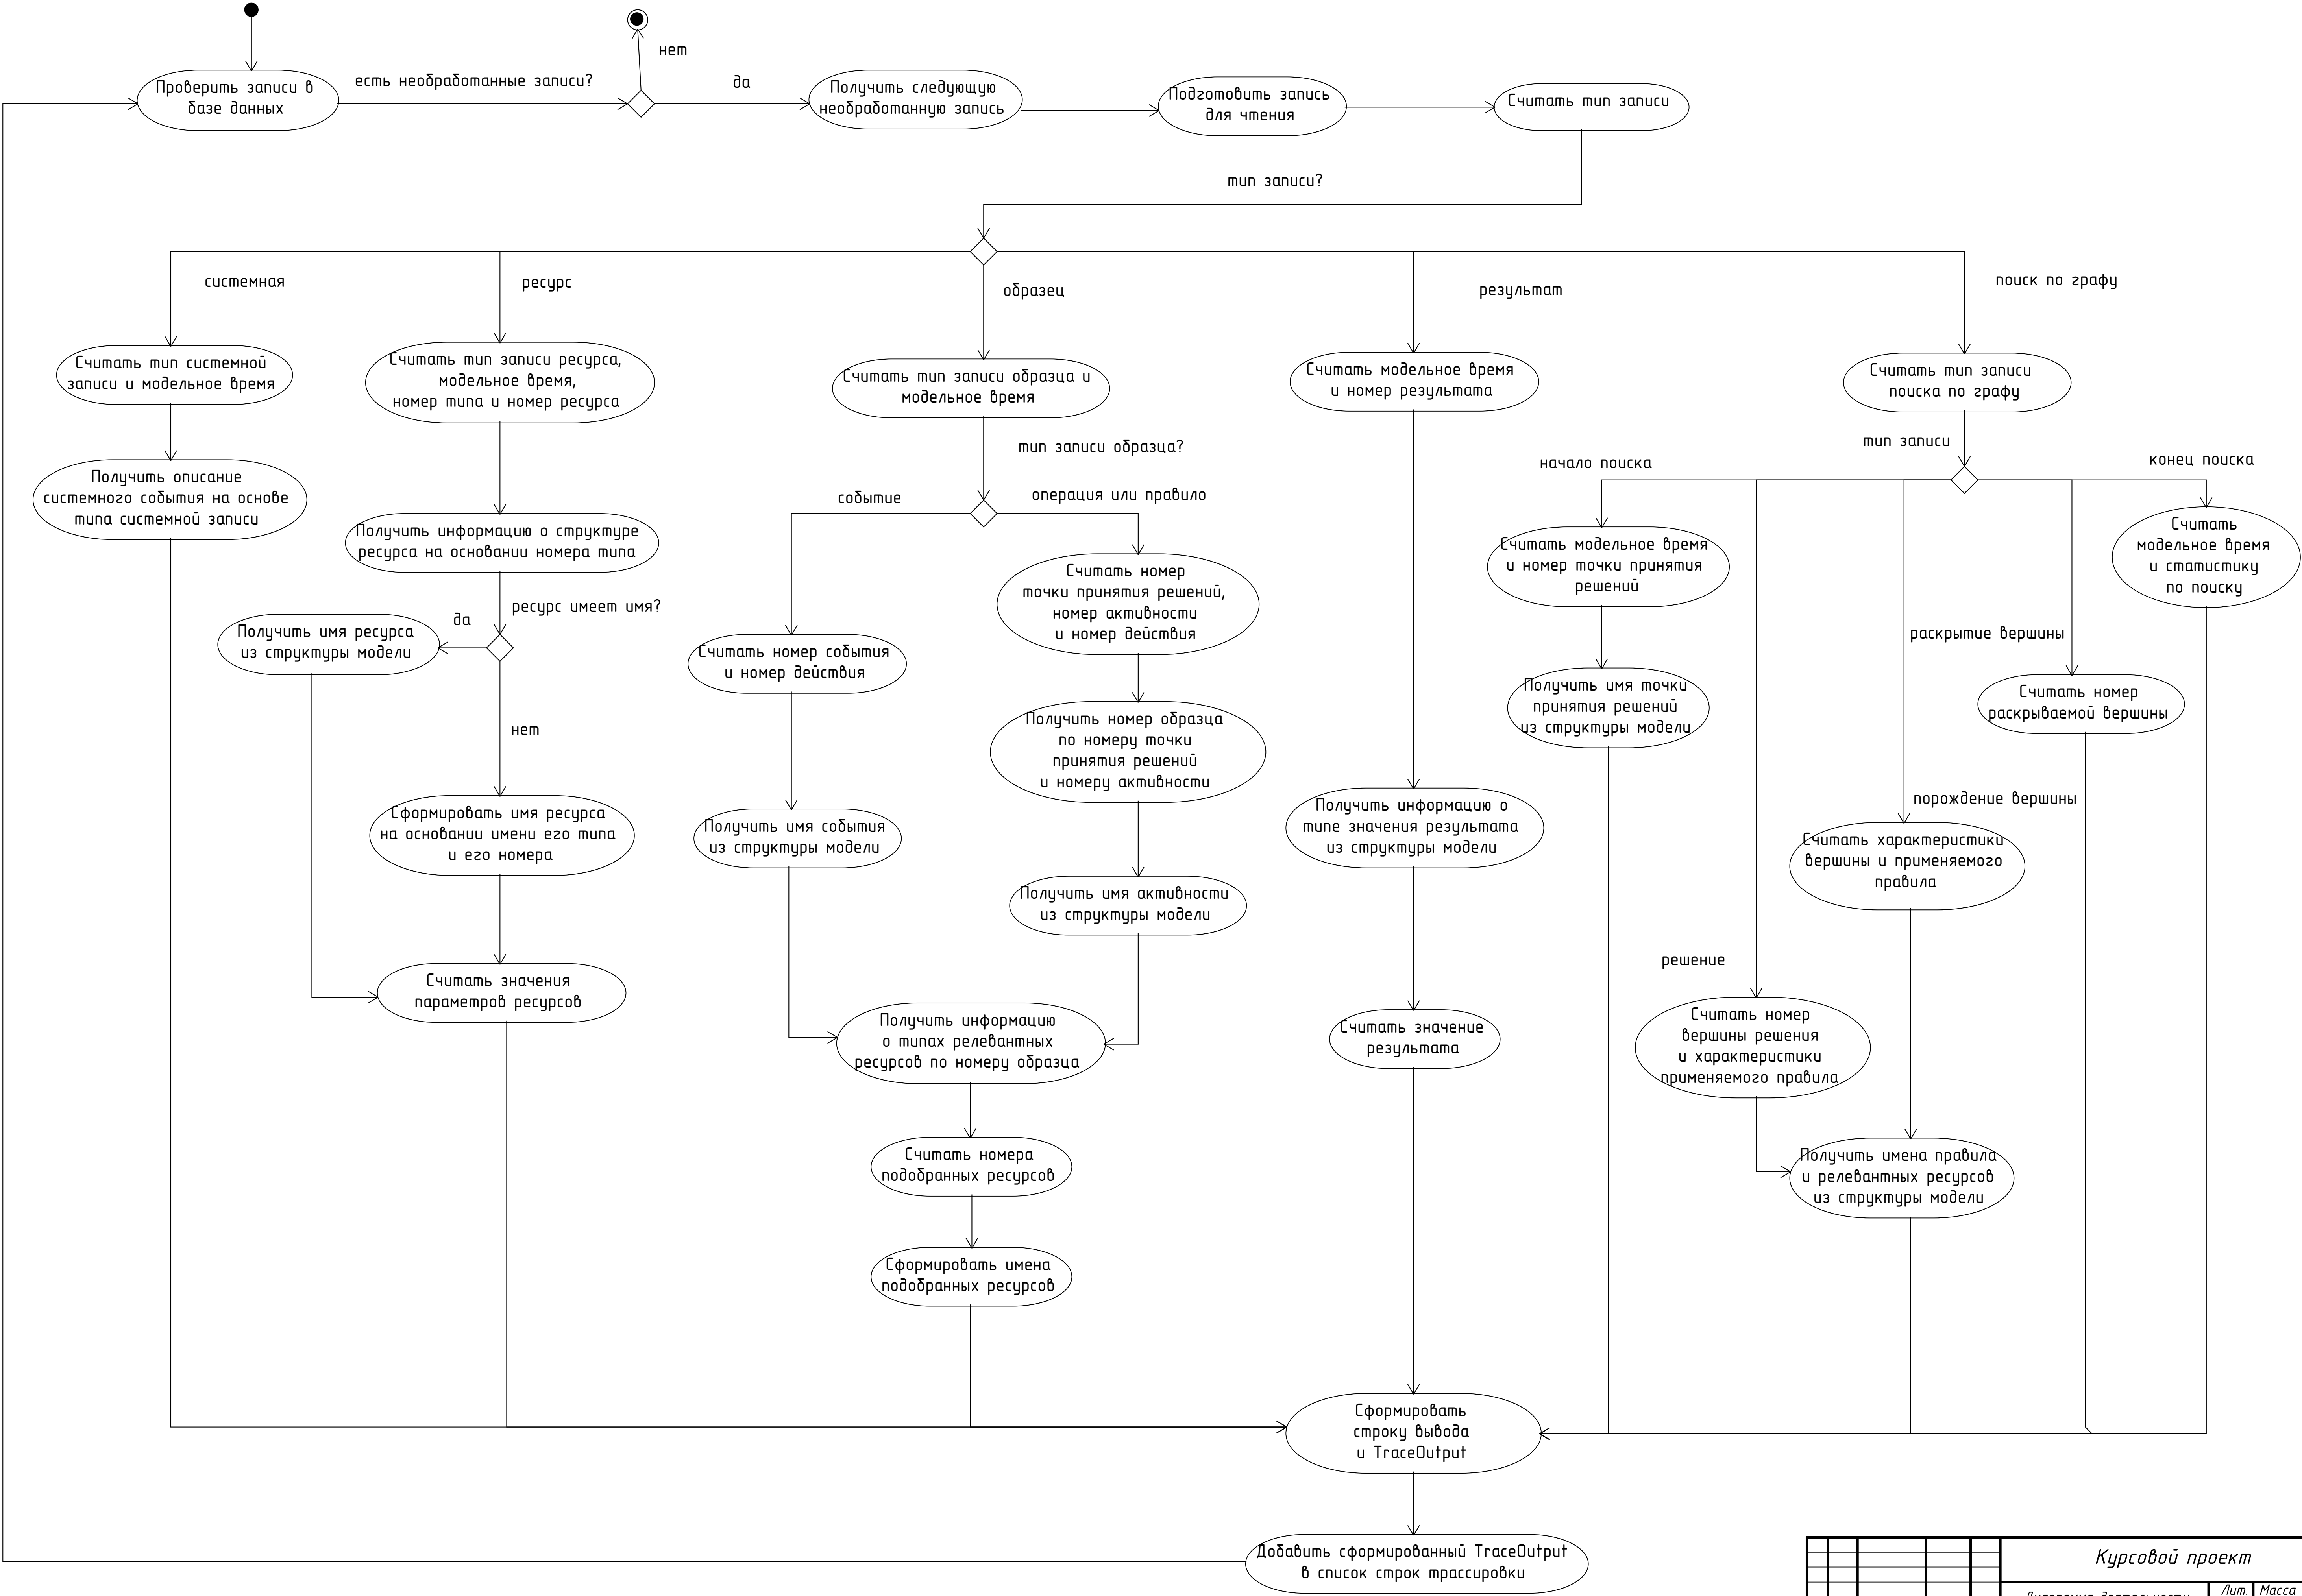 нет
есть необработанные записи?
да
Проверить записи в
базе данных
Получить следующую
необработанную запись
Подготовить запись
для чтения
Считать тип записи
тип записи?
системная
ресурс
образец
результат
поиск по графу
Считать тип системной
записи и модельное время
Считать тип записи ресурса,
модельное время,
номер типа и номер ресурса
Считать тип записи образца и
модельное время
Считать модельное время
и номер результата
Считать тип записи
поиска по графу
тип записи образца?
тип записи
начало поиска
конец поиска
событие
операция или правило
Получить описание
системного события на основе
типа системной записи
Получить информацию о структуре
ресурса на основании номера типа
Считать номер
точки принятия решений,
номер активности
и номер действия
Считать модельное время
и номер точки принятия
решений
Считать
модельное время
и статистику
по поиску
ресурс имеет имя?
да
Получить имя ресурса
из структуры модели
Считать номер события
и номер действия
раскрытие вершины
Получить имя точки
принятия решений
из структуры модели
Считать номер
раскрываемой вершины
нет
Получить номер образца
по номеру точки
принятия решений
и номеру активности
порождение вершины
Сформировать имя ресурса
на основании имени его типа
и его номера
Получить имя события
из структуры модели
Получить информацию о
типе значения результата
из структуры модели
Считать характеристики
вершины и применяемого
правила
Получить имя активности
из структуры модели
решение
Считать значения
параметров ресурсов
Получить информацию
о типах релевантных
ресурсов по номеру образца
Считать значение
результата
Считать номер
вершины решения
и характеристики
применяемого правила
Считать номера
подобранных ресурсов
Получить имена правила
и релевантных ресурсов
из структуры модели
Сформировать имена
подобранных ресурсов
Сформировать
строку вывода
и TraceOutput
Добавить сформированный TraceOutput
в список строк трассировки
Курсовой проект
Лит. Масса